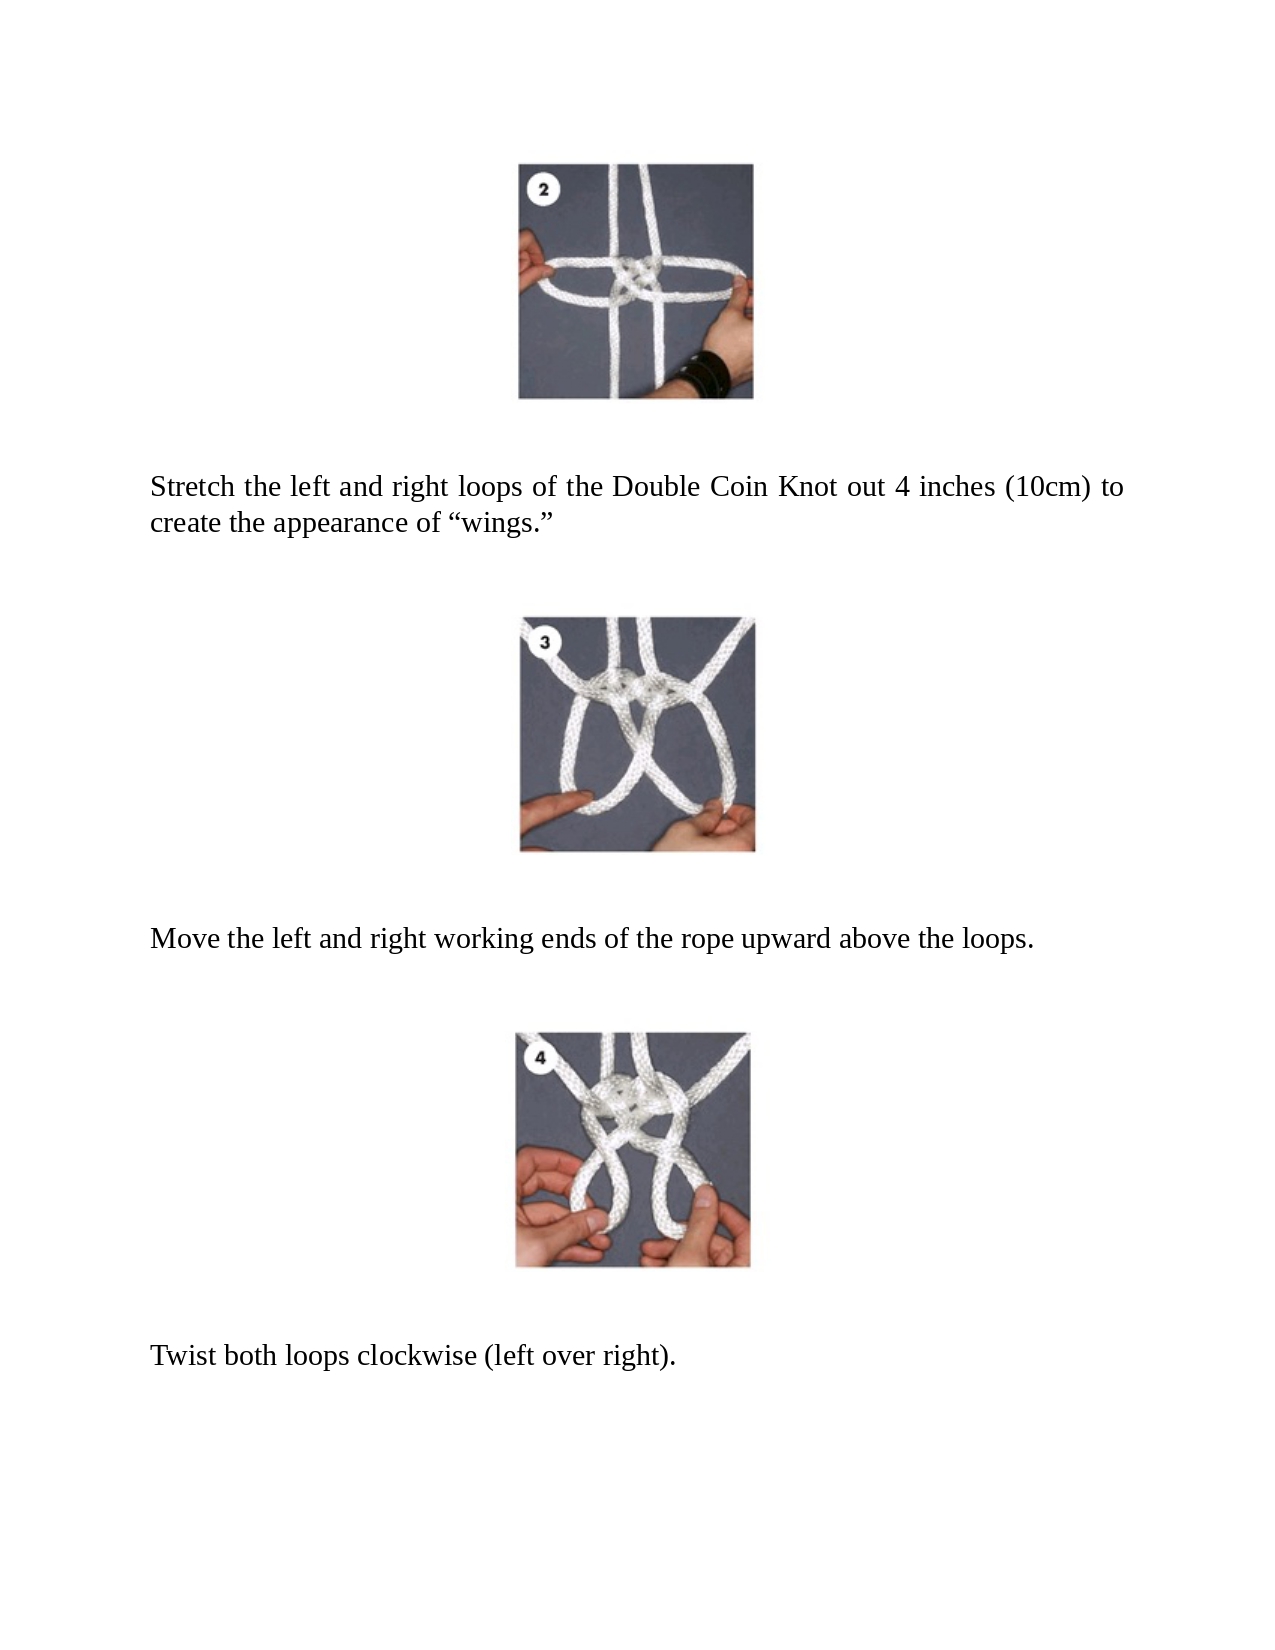 2
Stretch the left and right loops of the Double Coin Knot out 4 inches (10cm) to
create the appearance of “wings.”
3
Move the left and right working ends of the rope upward above the loops.
4
Twist both loops clockwise (left over right).